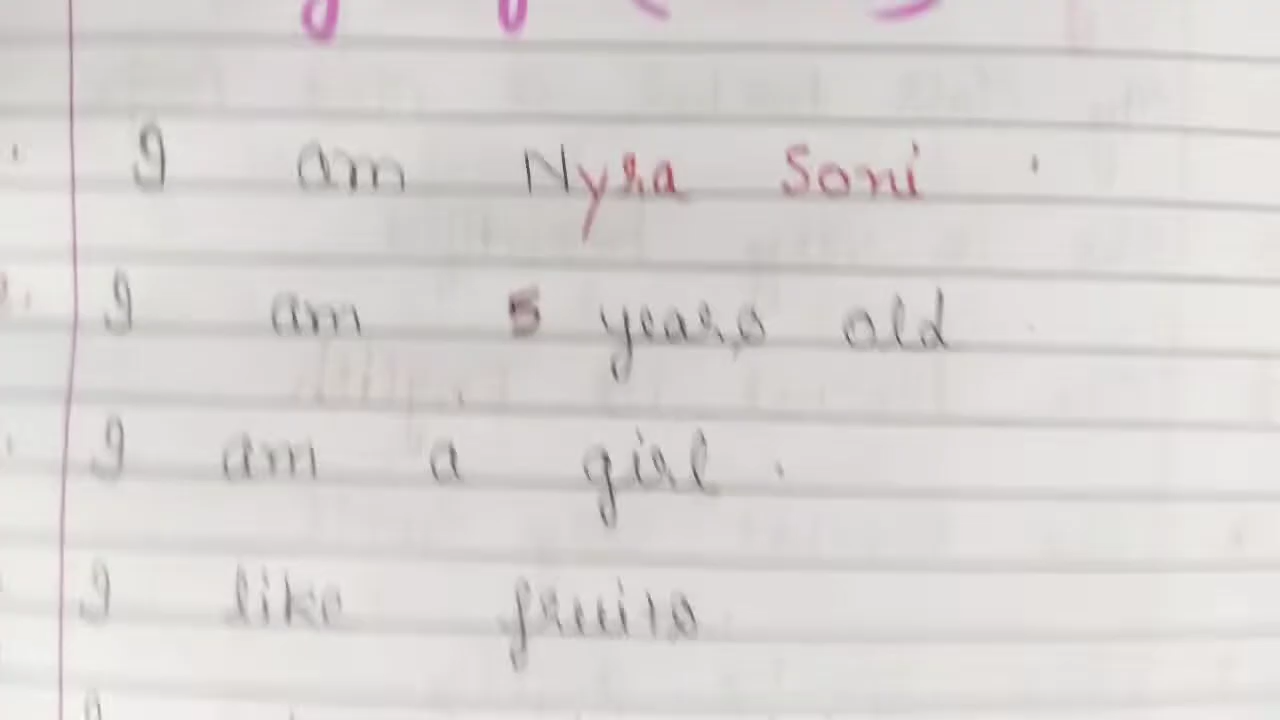 I am Nyra Soni .
I am 5 years old
I am a girl .
I like fruits